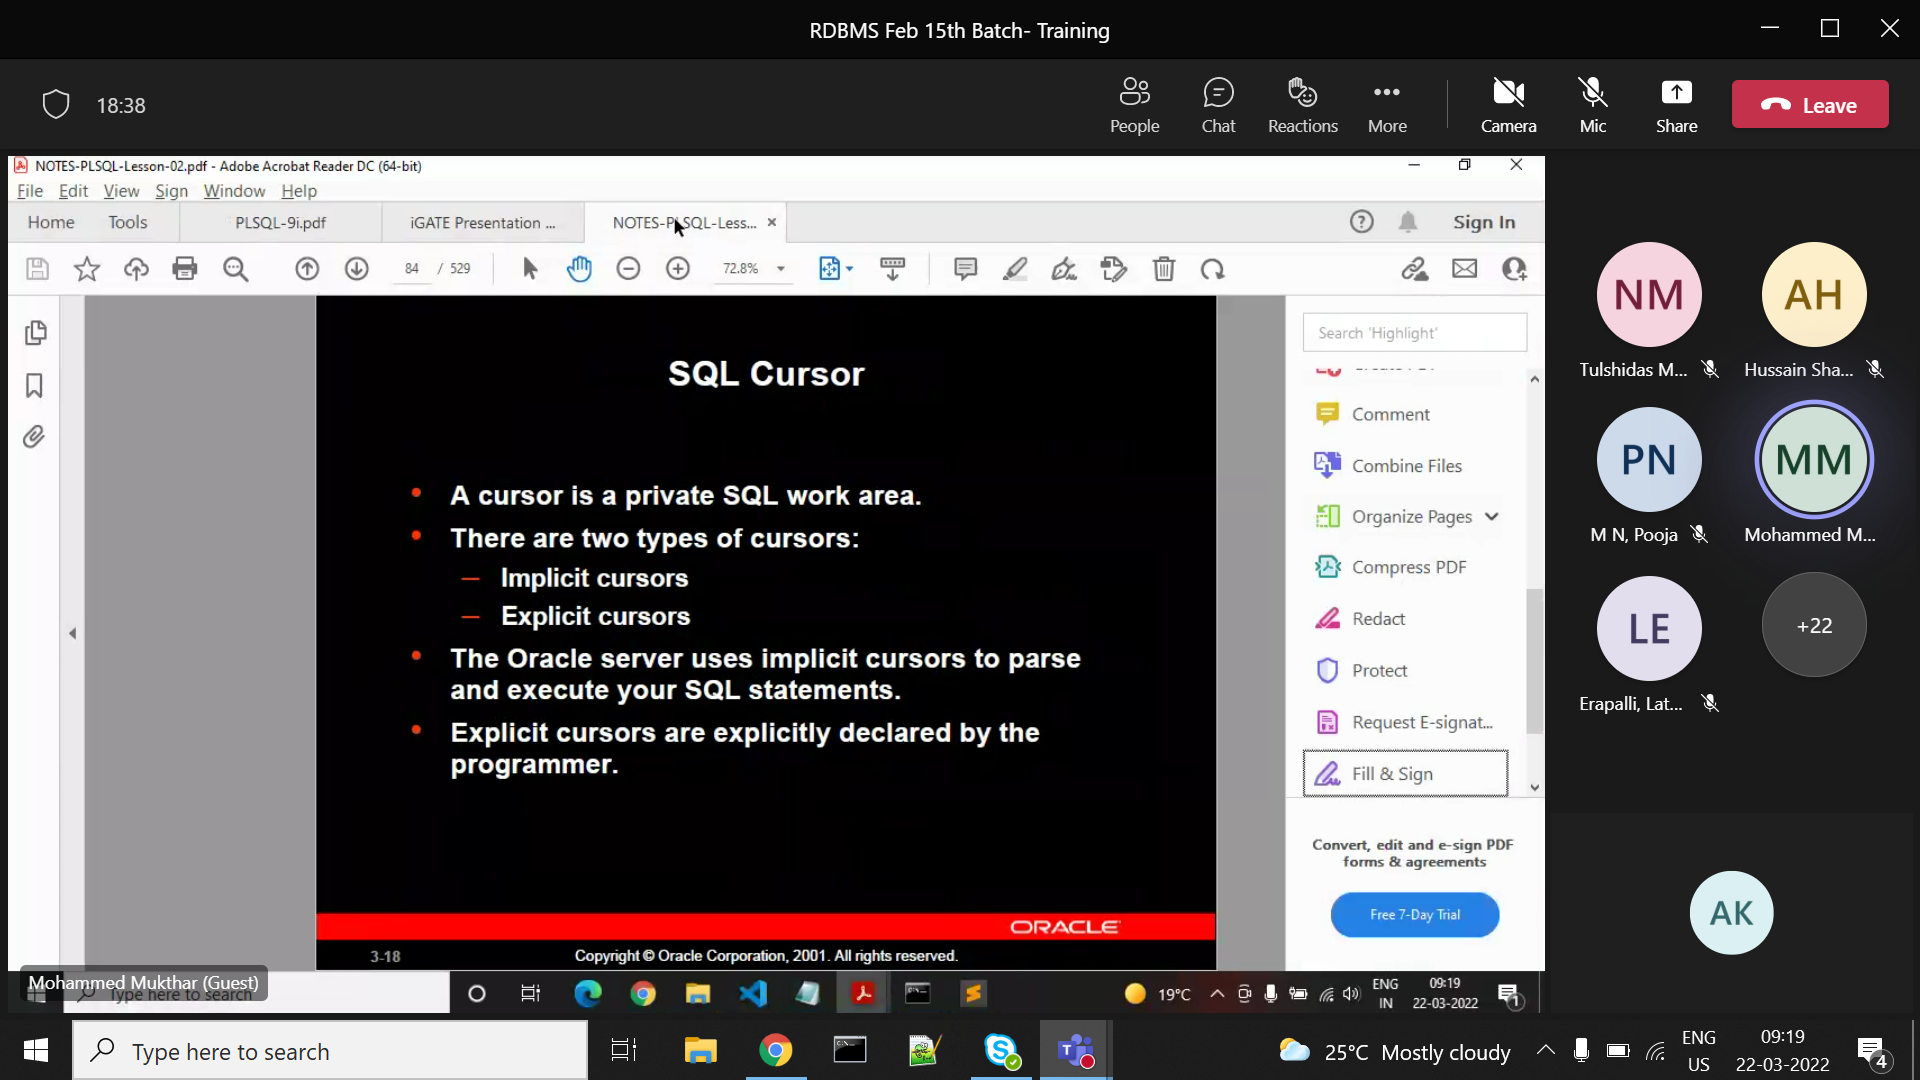 RDBMS Feb 15th Batch- Training
18:38
People
Chat
Reactions
More
Camera
Mic
Share
Leave
NOTES-PLSQL-Lesson-02.pdf - Adobe Acrobat Reader DC (64-bit)
File Edit View Sign Window Help
Home Tools PLSQL-9i.pdf iGATE Presentation ... NOTES-PLSQL-Less... Sign In
84 / 529 72.8%
SQL Cursor
• A cursor is a private SQL work area.
• There are two types of cursors:
– Implicit cursors
– Explicit cursors
• The Oracle server uses implicit cursors to parse
and execute your SQL statements.
• Explicit cursors are explicitly declared by the
programmer.
ORACLE
3-18 Copyright © Oracle Corporation, 2001. All rights reserved.
Search 'Highlight'
Comment
Combine Files
Organize Pages
Compress PDF
Redact
Protect
Request E-signat...
Fill & Sign
Convert, edit and e-sign PDF
forms & agreements
Free 7-Day Trial
NM
Tulshidas M...
AH
Hussain Sha...
PN
M N, Pooja
MM
Mohammed M...
LE
Erapalli, Lat...
+22
AK
Mohammed Mukthar (Guest)
Type here to search
19°C
ENG
IN
09:19
22-03-2022
1
Type here to search
25°C Mostly cloudy
ENG
US
09:19
22-03-2022
4